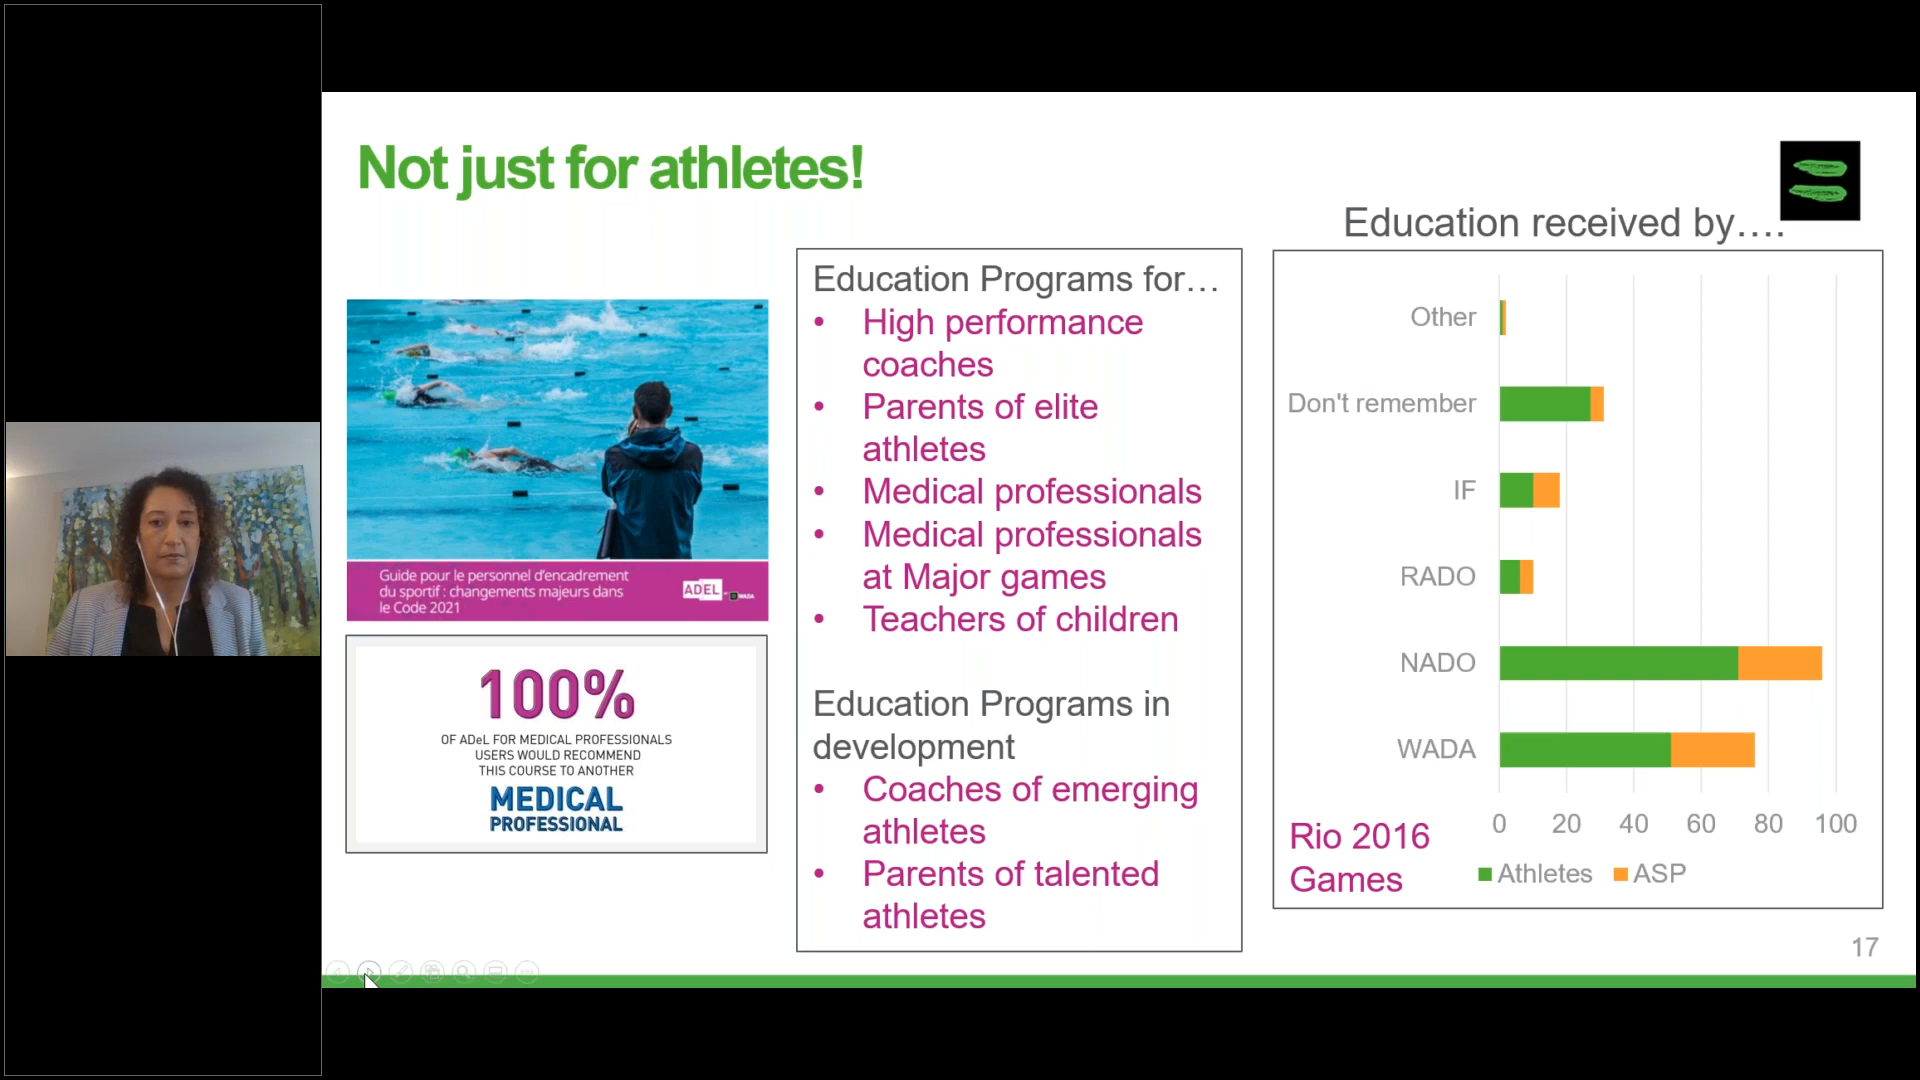 Not just for athletes!
Guide pour le personnel d'encadrement
du sportif : changements majeurs dans
le Code 2021
ADEL
WADA
100%
OF ADeL FOR MEDICAL PROFESSIONALS
USERS WOULD RECOMMEND
THIS COURSE TO ANOTHER
MEDICAL
PROFESSIONAL
Education Programs for…
• High performance
coaches
• Parents of elite
athletes
• Medical professionals
• Medical professionals
at Major games
• Teachers of children
Education Programs in
development
• Coaches of emerging
athletes
• Parents of talented
athletes
Education received by….
Other
Don't remember
IF
RADO
NADO
WADA
0 20 40 60 80 100
Rio 2016
Games
Athletes ASP
17